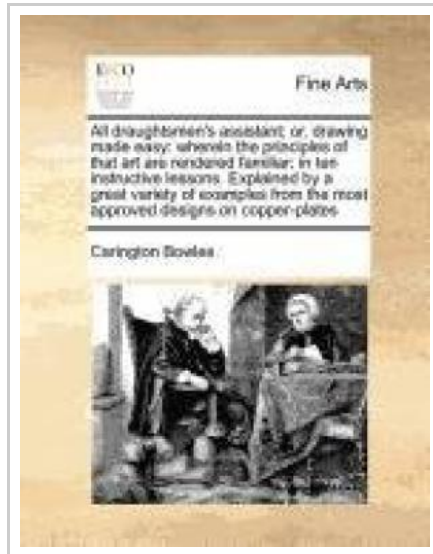 ECCO
Fine Arts
All draughtsmen's assistant; or, drawing
made easy: wherein the principles of
that art are rendered familiar: in ten
instructive lessons. Explained by a
great variety of examples from the most
approved designs on copper-plates
Carington Bowles